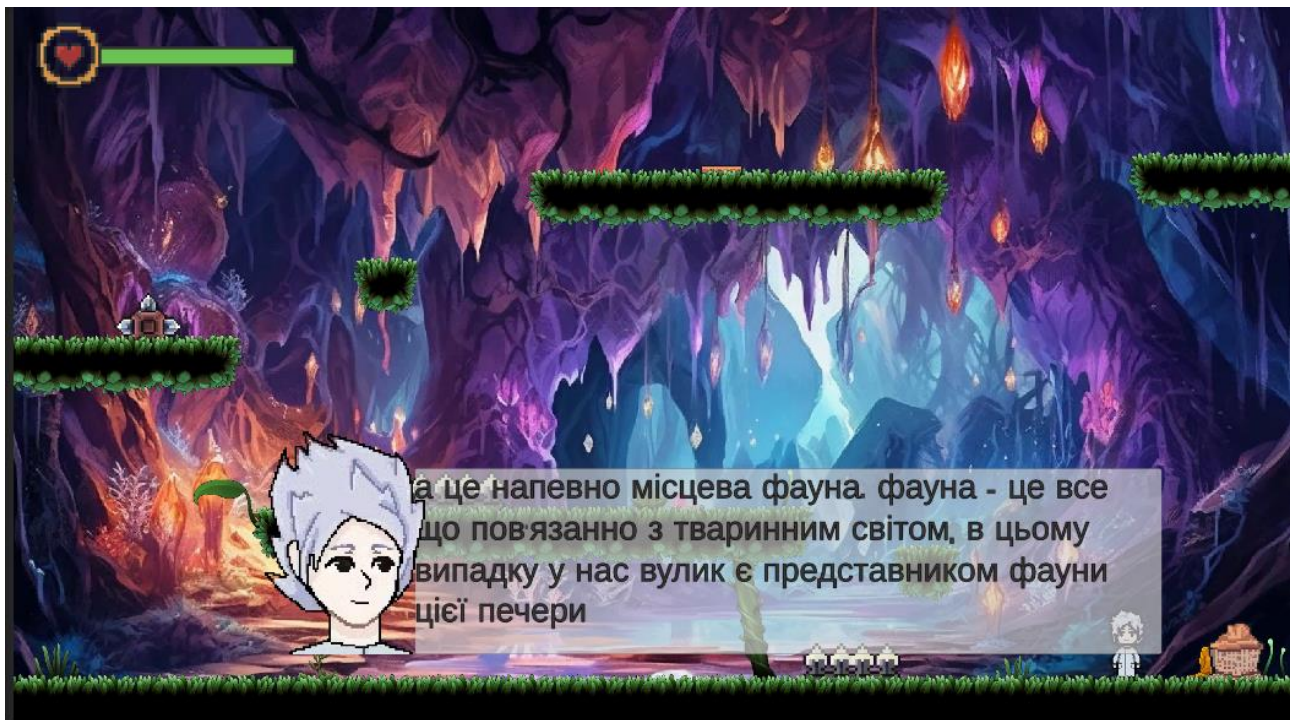 а це напевно місцева фауна. фауна - це все
що пов'язанно з тваринним світом, в цьому
випадку у нас вулик є представником фауни
цієї печери